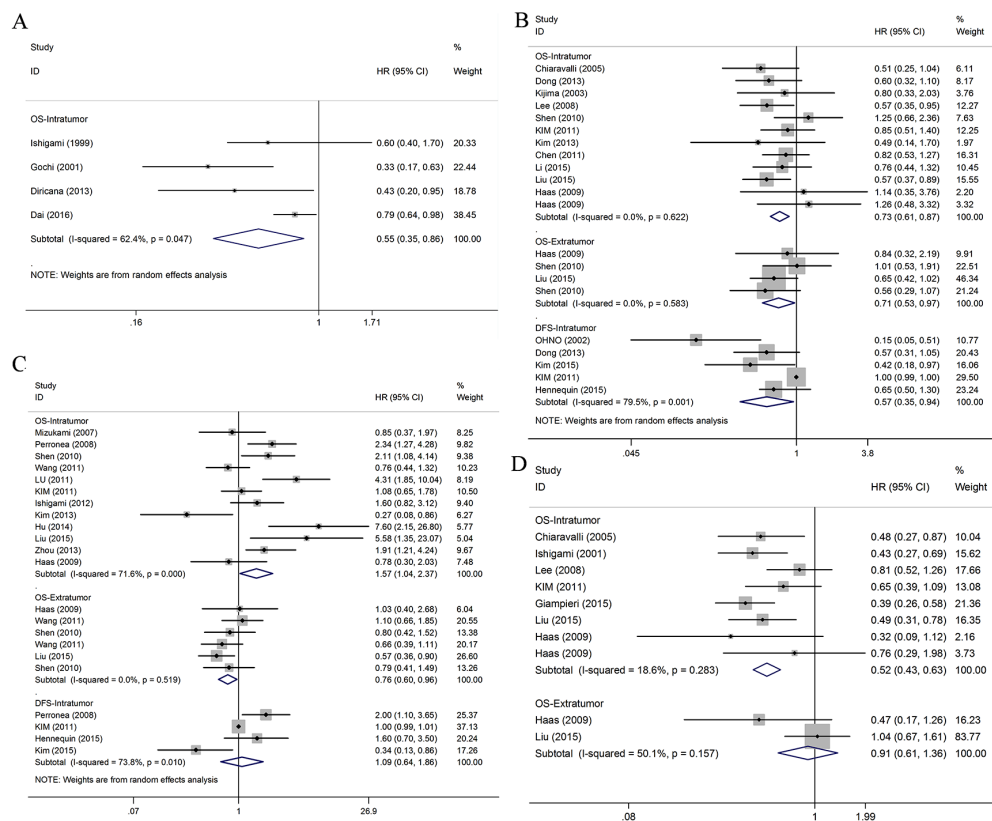 A
Study %
ID HR (95% CI) Weight
OS-Intratumor
Ishigami (1999) 0.60 (0.40, 1.70) 20.33
Gochi (2001) 0.33 (0.17, 0.63) 22.44
Diricana (2013) 0.43 (0.20, 0.95) 18.78
Dai (2016) 0.79 (0.64, 0.98) 38.45
Subtotal (I-squared = 62.4%, p = 0.047) 0.55 (0.35, 0.86) 100.00
.
NOTE: Weights are from random effects analysis
.16 1 1.71
B
Study %
ID HR (95% CI) Weight
OS-Intratumor
Chiaravalli (2005) 0.51 (0.25, 1.04) 6.11
Dong (2013) 0.60 (0.32, 1.10) 8.17
Kijima (2003) 0.80 (0.33, 2.03) 3.76
Lee (2008) 0.57 (0.35, 0.95) 12.27
Shen (2010) 1.25 (0.66, 2.36) 7.63
KIM (2011) 0.85 (0.51, 1.40) 12.25
Kim (2013) 0.49 (0.14, 1.70) 1.97
Chen (2011) 0.82 (0.53, 1.27) 16.31
Li (2015) 0.76 (0.44, 1.32) 10.45
Liu (2015) 0.57 (0.37, 0.89) 15.55
Haas (2009) 1.14 (0.35, 3.76) 2.20
Haas (2009) 1.26 (0.48, 3.32) 3.32
Subtotal (I-squared = 0.0%, p = 0.622) 0.73 (0.61, 0.87) 100.00
.
OS-Extratumor
Haas (2009) 0.84 (0.32, 2.19) 9.91
Shen (2010) 1.01 (0.53, 1.91) 22.51
Liu (2015) 0.65 (0.42, 1.02) 46.34
Shen (2010) 0.56 (0.29, 1.07) 21.24
Subtotal (I-squared = 0.0%, p = 0.583) 0.71 (0.53, 0.97) 100.00
.
DFS-Intratumor
OHNO (2002) 0.15 (0.05, 0.51) 10.77
Dong (2013) 0.57 (0.31, 1.05) 20.43
Kim (2015) 0.42 (0.18, 0.97) 16.06
KIM (2011) 1.00 (0.99, 1.00) 29.50
Hennequin (2015) 0.65 (0.50, 1.30) 23.24
Subtotal (I-squared = 79.5%, p = 0.001) 0.57 (0.35, 0.94) 100.00
NOTE: Weights are from random effects analysis
.045 1 3.8
C
Study %
ID HR (95% CI) Weight
OS-Intratumor
Mizukami (2007) 0.85 (0.37, 1.97) 8.25
Perronea (2008) 2.34 (1.27, 4.28) 9.82
Shen (2010) 2.11 (1.08, 4.14) 9.38
Wang (2011) 0.76 (0.44, 1.32) 10.23
LU (2011) 4.31 (1.85, 10.04) 8.19
KIM (2011) 1.08 (0.65, 1.78) 10.50
Ishigami (2012) 1.60 (0.82, 3.12) 9.40
Kim (2013) 0.27 (0.08, 0.86) 6.27
Hu (2014) 7.60 (2.15, 26.80) 5.77
Liu (2015) 5.58 (1.35, 23.07) 5.04
Zhou (2013) 1.91 (1.21, 4.24) 9.67
Haas (2009) 0.78 (0.30, 2.03) 7.48
Subtotal (I-squared = 71.6%, p = 0.000) 1.57 (1.04, 2.37) 100.00
.
OS-Extratumor
Haas (2009) 1.03 (0.40, 2.68) 6.04
Wang (2011) 1.10 (0.66, 1.85) 20.55
Shen (2010) 0.80 (0.42, 1.52) 13.38
Wang (2011) 0.66 (0.39, 1.11) 20.17
Liu (2015) 0.57 (0.36, 0.90) 26.60
Shen (2010) 0.79 (0.41, 1.49) 13.26
Subtotal (I-squared = 0.0%, p = 0.519) 0.76 (0.60, 0.96) 100.00
.
DFS-Intratumor
Perronea (2008) 2.00 (1.10, 3.65) 25.37
KIM (2011) 1.00 (0.99, 1.01) 37.13
Hennequin (2015) 1.60 (0.70, 3.50) 20.24
Kim (2015) 0.34 (0.13, 0.86) 17.26
Subtotal (I-squared = 73.8%, p = 0.010) 1.09 (0.64, 1.86) 100.00
NOTE: Weights are from random effects analysis
.07 1 26.9
D
Study %
ID HR (95% CI) Weight
OS-Intratumor
Chiaravalli (2005) 0.48 (0.27, 0.87) 10.04
Ishigami (2001) 0.43 (0.27, 0.69) 15.62
Lee (2008) 0.81 (0.52, 1.26) 17.66
KIM (2011) 0.65 (0.39, 1.09) 13.08
Giampieri (2015) 0.39 (0.26, 0.58) 21.36
Liu (2015) 0.49 (0.31, 0.78) 16.35
Haas (2009) 0.32 (0.09, 1.12) 2.16
Haas (2009) 0.76 (0.29, 1.98) 3.73
Subtotal (I-squared = 18.6%, p = 0.283) 0.52 (0.43, 0.63) 100.00
.
OS-Extratumor
Haas (2009) 0.47 (0.17, 1.26) 16.23
Liu (2015) 1.04 (0.67, 1.61) 83.77
Subtotal (I-squared = 50.1%, p = 0.157) 0.91 (0.61, 1.36) 100.00
.08 1 1.99